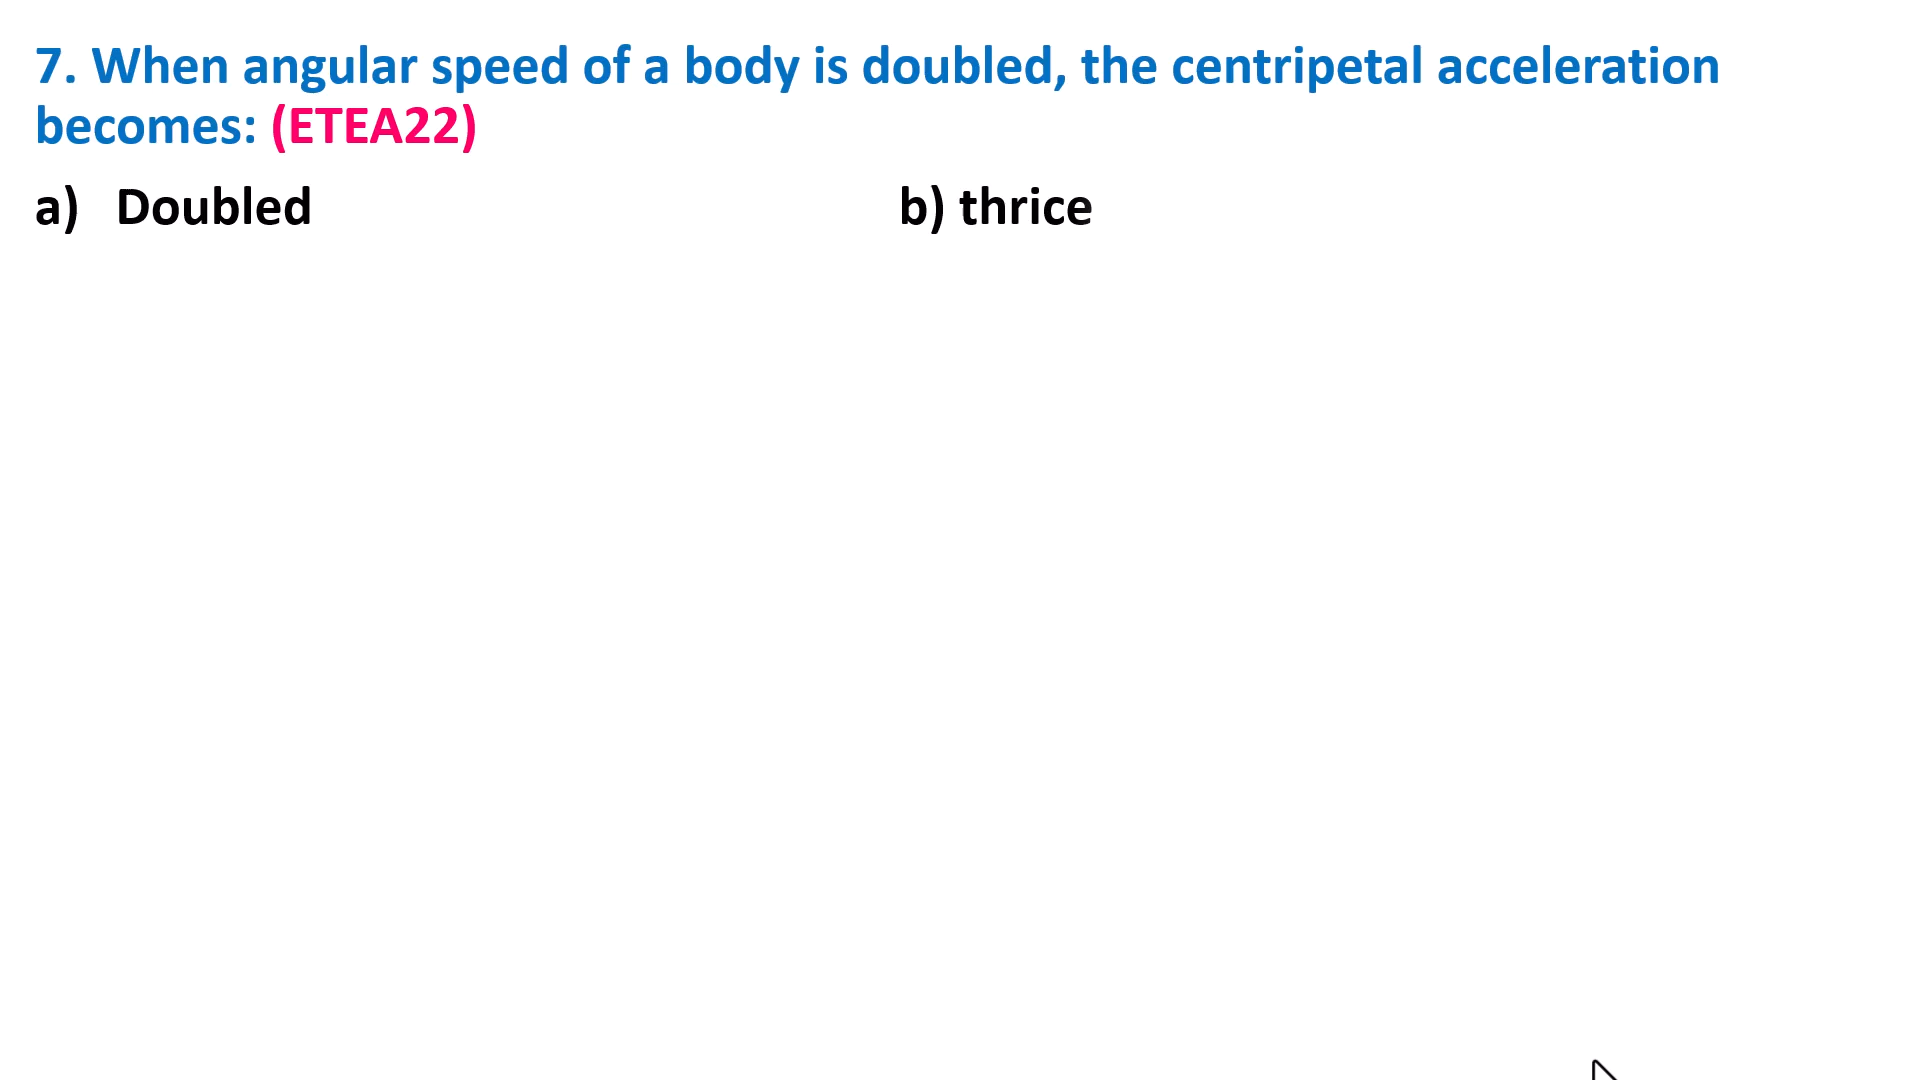 7. When angular speed of a body is doubled, the centripetal acceleration
becomes: (ETEA22)
a) Doubled b) thrice